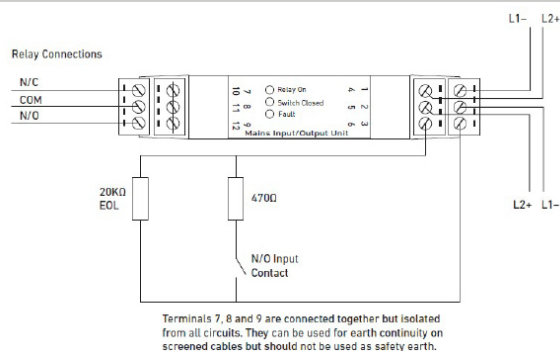 L1– L2+
Relay Connections
N/C
COM
N/O
10 7
11 8
12 9
Relay On
Switch Closed
Fault
4 1
5 2
6 3
Mains Input/Output Unit
20KΩ
EOL
470Ω
L2+ L1–
N/O Input
Contact
Terminals 7, 8 and 9 are connected together but isolated
from all circuits. They can be used for earth continuity on
screened cables but should not be used as safety earth.